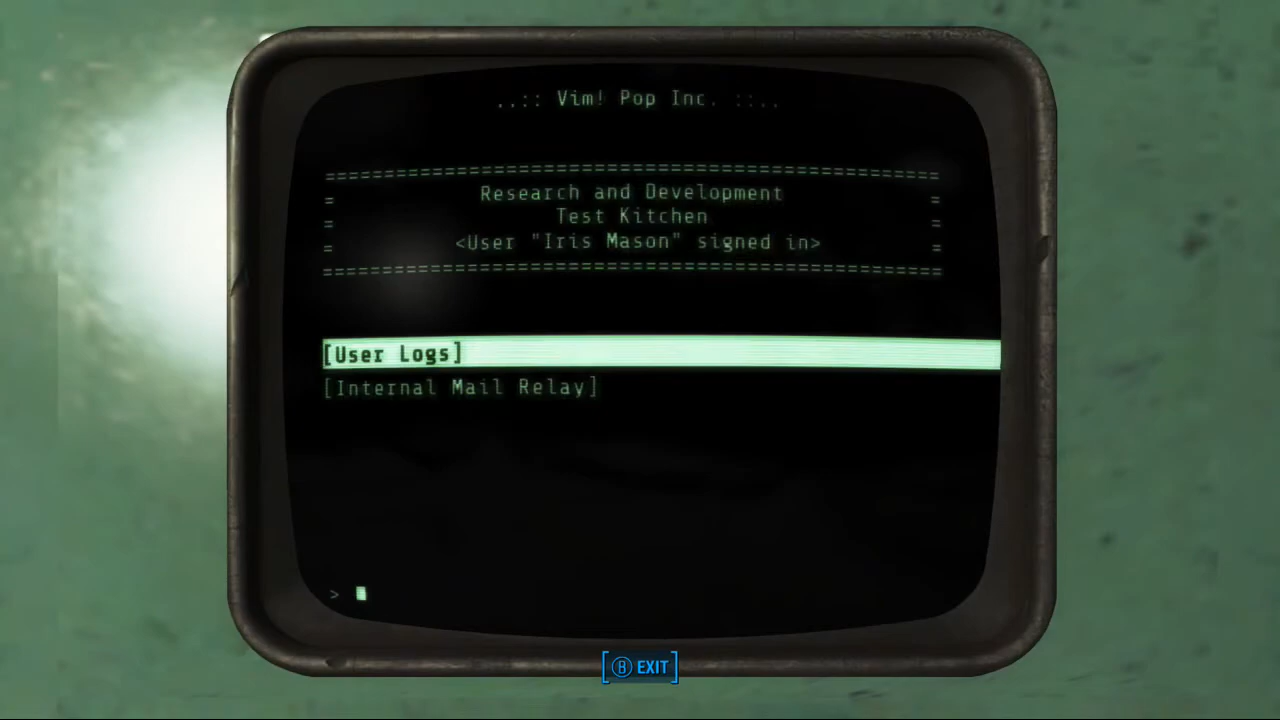 ..:: Vim! Pop Inc. ::..
==================================================
= Research and Development =
= Test Kitchen =
= <User "Iris Mason" signed in> =
==================================================
[User Logs]
[Internal Mail Relay]
>
[Ⓑ EXIT]